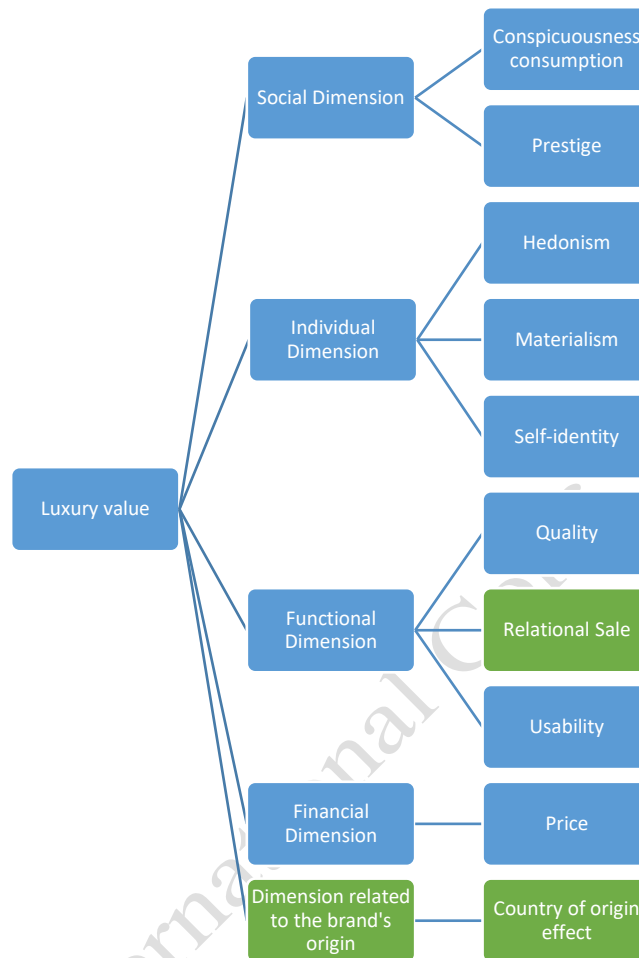 Conspicuousness
consumption
Social Dimension
Prestige
Hedonism
Individual
Dimension
Materialism
Self-identity
Luxury value
Quality
Functional
Dimension
Relational Sale
Usability
Financial
Dimension
Price
Dimension related
to the brand's
origin
Country of origin
effect